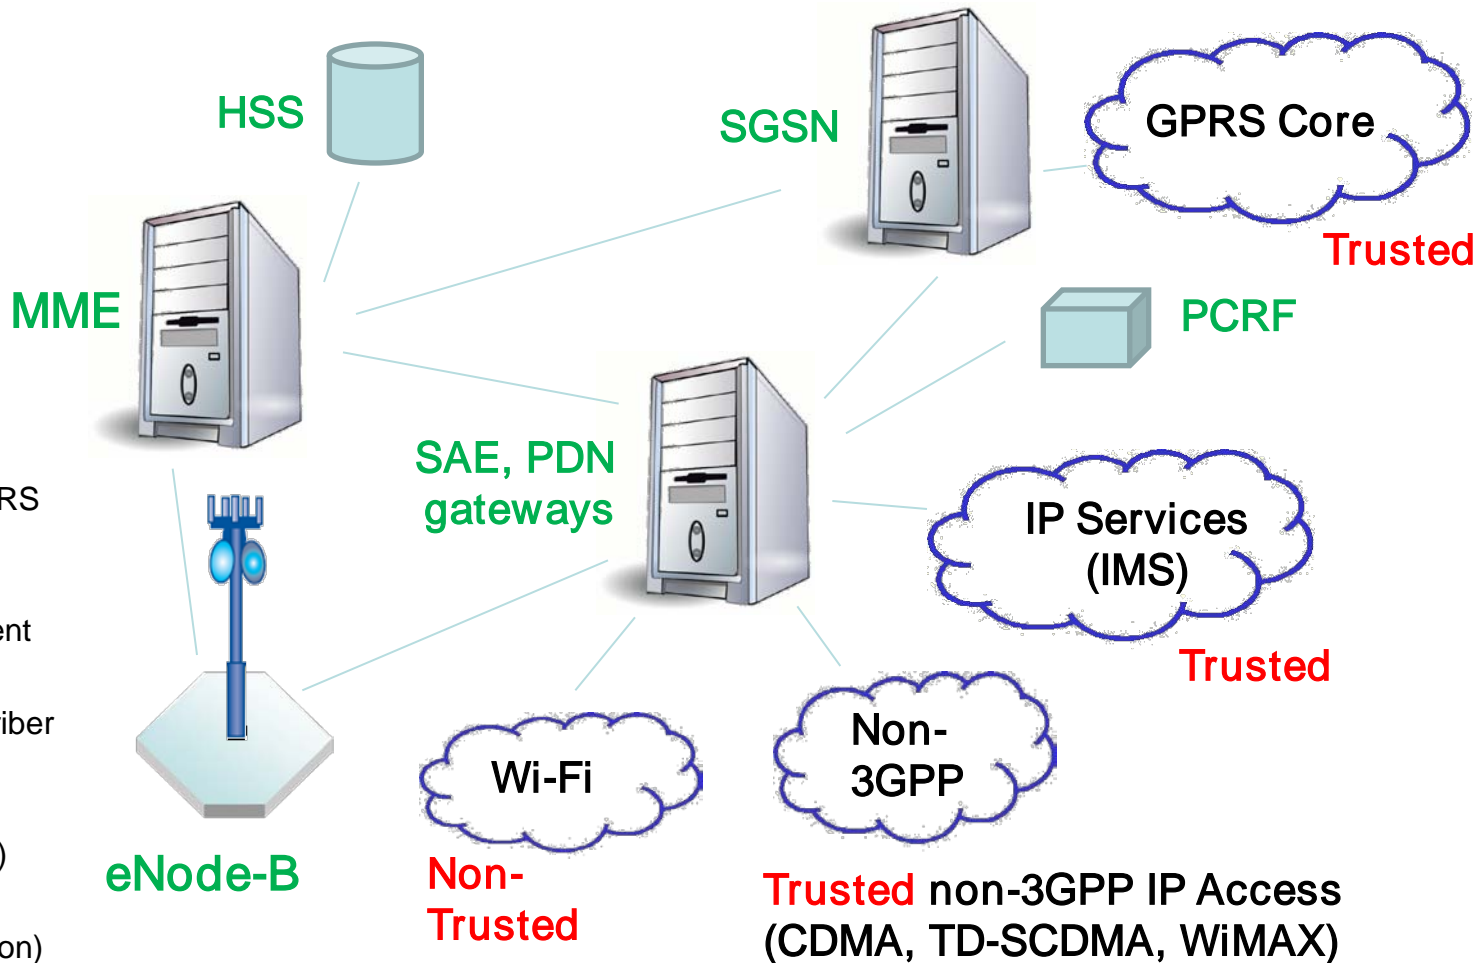 HSS
SGSN
GPRS Core
Trusted
MME
PCRF
SAE, PDN
gateways
IP Services
(IMS)
Trusted
Wi-Fi
Non-
Trusted
Non-
3GPP
Trusted non-3GPP IP Access
(CDMA, TD-SCDMA, WiMAX)
eNode-B
)